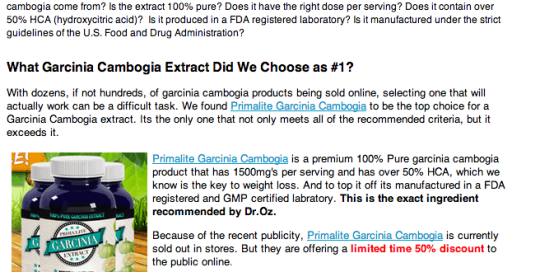 cambogia come from? Is the extract 100% pure? Does it have the right dose per serving? Does it contain over
50% HCA (hydroxycitric acid)?  Is it produced in a FDA registered laboratory? Is it manufactured under the strict
guidelines of the U.S. Food and Drug Administration?
What Garcinia Cambogia Extract Did We Choose as #1?
With dozens, if not hundreds, of garcinia cambogia products being sold online, selecting one that will
actually work can be a difficult task. We found Primalite Garcinia Cambogia to be the top choice for a
Garcinia Cambogia extract. Its the only one that not only meets all of the recommended criteria, but it
exceeds it.
Primalite Garcinia Cambogia is a premium 100% Pure garcinia cambogia
product that has 1500mg's per serving and has over 50% HCA, which we
know is the key to weight loss. And to top it off its manufactured in a FDA
registered and GMP certified labratory. This is the exact ingredient
recommended by Dr.Oz.
Because of the recent publicity, Primalite Garcinia Cambogia is currently
sold out in stores. But they are offering a limited time 50% discount to
the public online.
E!
100% PURE GARCINIA EXTRACT
PRIMALITE
GARCINIA
EXTRACT